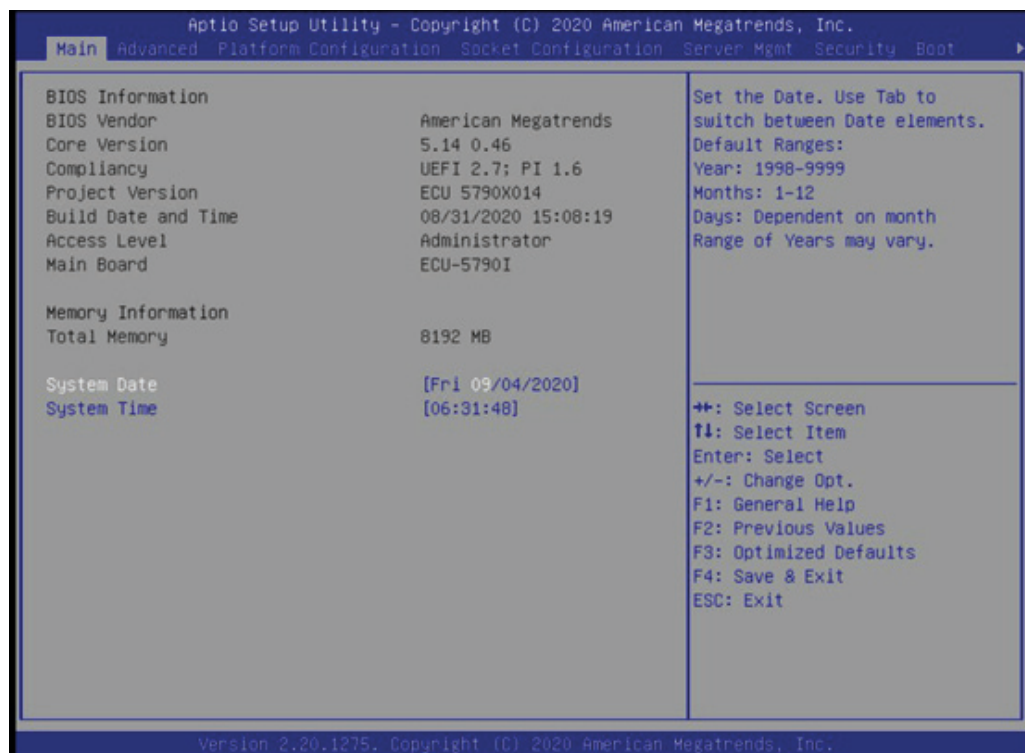 Aptio Setup Utility - Copyright (C) 2020 American Megatrends, Inc.
Main Advanced Platform Configuration Socket Configuration Server Mgmt Security Boot
BIOS Information
BIOS Vendor American Megatrends
Core Version 5.14 0.46
Compliancy UEFI 2.7; PI 1.6
Project Version ECU 5790X014
Build Date and Time 08/31/2020 15:08:19
Access Level Administrator
Main Board ECU-5790I
Memory Information
Total Memory 8192 MB
System Date [Fri 09/04/2020]
System Time [06:31:48]
Set the Date. Use Tab to
switch between Date elements.
Default Ranges:
Year: 1998-9999
Months: 1-12
Days: Dependent on month
Range of Years may vary.
→←: Select Screen
↑↓: Select Item
Enter: Select
+/-: Change Opt.
F1: General Help
F2: Previous Values
F3: Optimized Defaults
F4: Save & Exit
ESC: Exit
Version 2.20.1275. Copyright (C) 2020 American Megatrends, Inc.